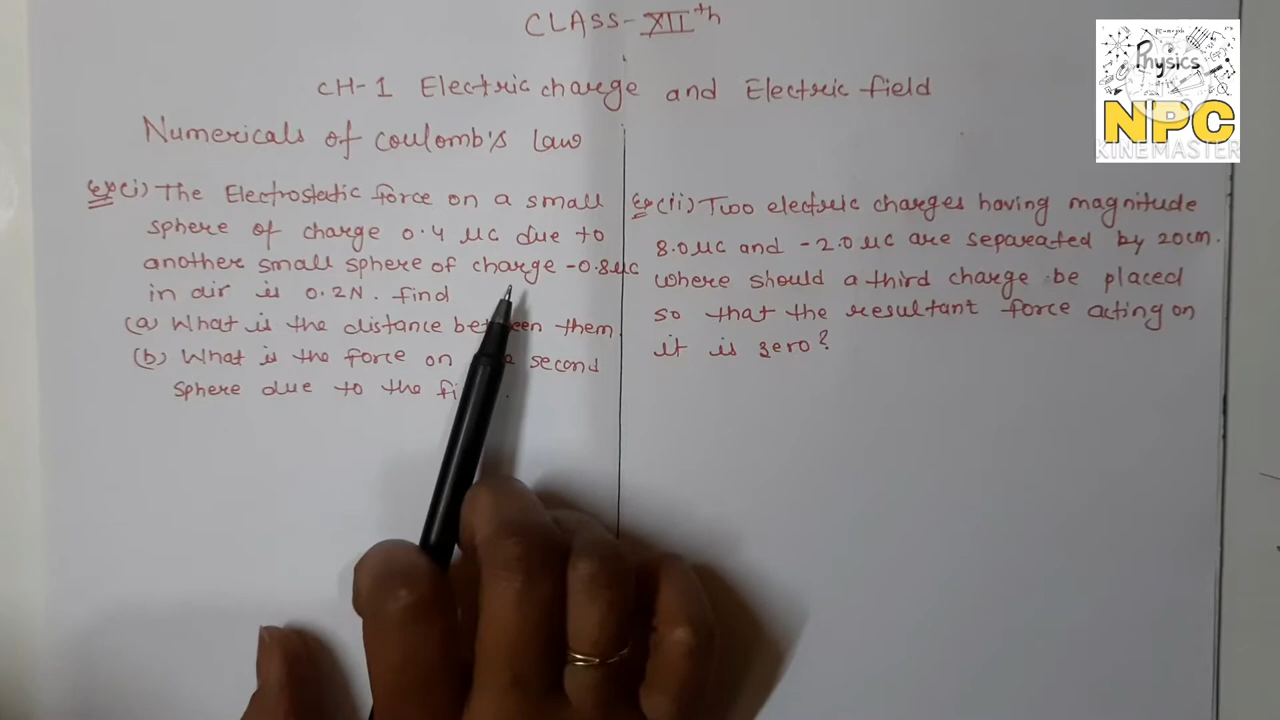 CLASS-XIIth
CH-1 Electric charge and Electric field
Numericals of coulomb's law
Ex(i) The Electrostatic force on a small
sphere of charge 0.4 μc due to
another small sphere of charge -0.8μc
in air is 0.2N. find
(a) What is the distance between them.
(b) What is the force on second
sphere due to the
Ex(ii) Two electric charges having magnitude
8.0μc and -2.0μc are separated by 20cm.
where should a third charge be placed
so that the resultant force acting on
it is zero?
Physics
NPC
KINEMASTER